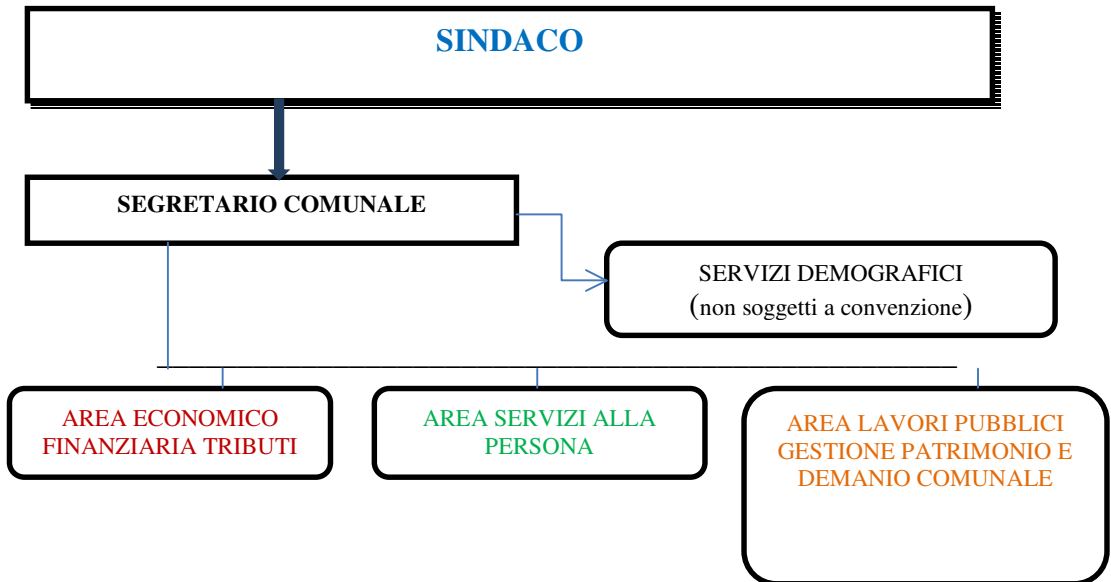 SINDACO
SEGRETARIO COMUNALE
SERVIZI DEMOGRAFICI
(non soggetti a convenzione)
AREA ECONOMICO
FINANZIARIA TRIBUTI
AREA SERVIZI ALLA
PERSONA
AREA LAVORI PUBBLICI
GESTIONE PATRIMONIO E
DEMANIO COMUNALE